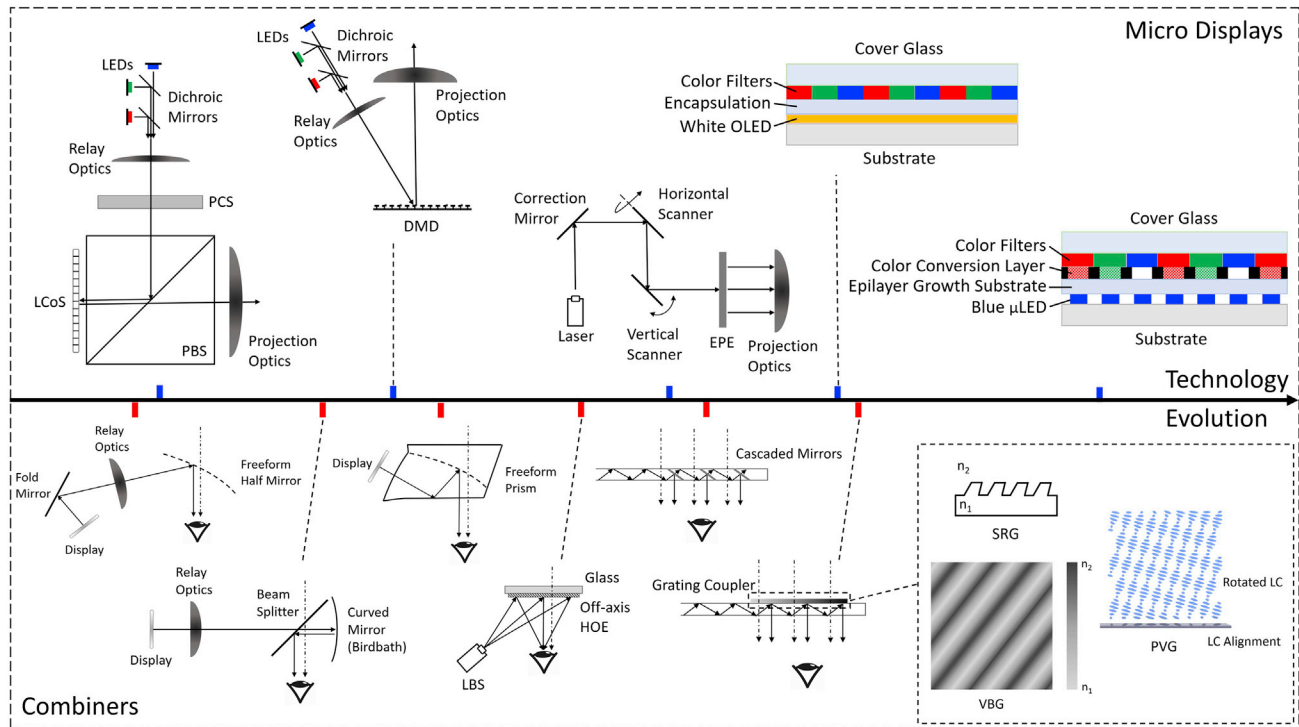 Micro Displays
LEDs
Dichroic
Mirrors
Relay
Optics
PCS
LCoS
PBS
Projection
Optics
LEDs
Dichroic
Mirrors
Relay
Optics
Projection
Optics
DMD
Correction
Mirror
Horizontal
Scanner
Laser
Vertical
Scanner
EPE
Projection
Optics
Cover Glass
Color Filters
Encapsulation
White OLED
Substrate
Cover Glass
Color Filters
Color Conversion Layer
Epilayer Growth Substrate
Blue µLED
Substrate
Technology
Evolution
Relay
Optics
Fold
Mirror
Freeform
Half Mirror
Display
Relay
Optics
Beam
Splitter
Curved
Mirror
(Birdbath)
Display
Display
Freeform
Prism
Glass
Off-axis
HOE
LBS
Cascaded Mirrors
Grating Coupler
n2
n1
SRG
n2
n1
VBG
Rotated LC
LC Alignment
PVG
Combiners